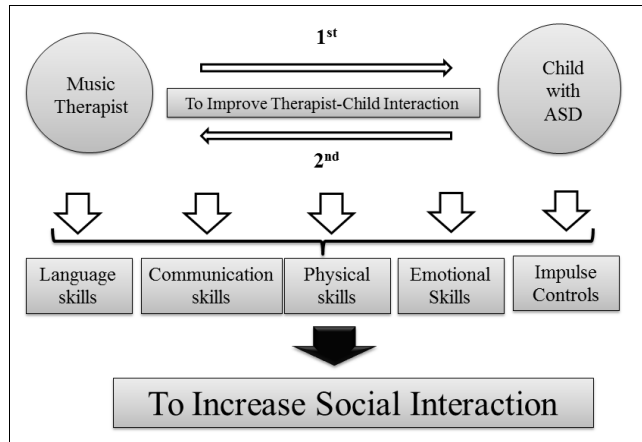 1st
Music
Therapist
To Improve Therapist-Child Interaction
Child
with
ASD
2nd
Language
skills
Communication
skills
Physical
skills
Emotional
Skills
Impulse
Controls
To Increase Social Interaction